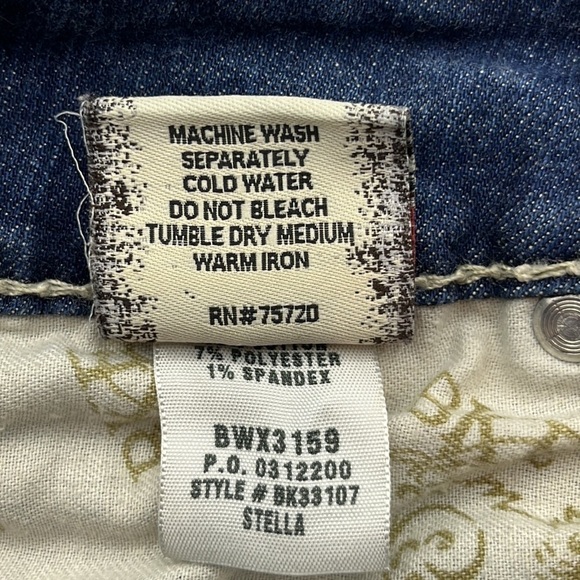 MACHINE WASH
SEPARATELY
COLD WATER
DO NOT BLEACH
TUMBLE DRY MEDIUM
WARM IRON
RN#75720
7% POLYESTER
1% SPANDEX
BWX3159
P.O. 0312200
STYLE # BK33107
STELLA